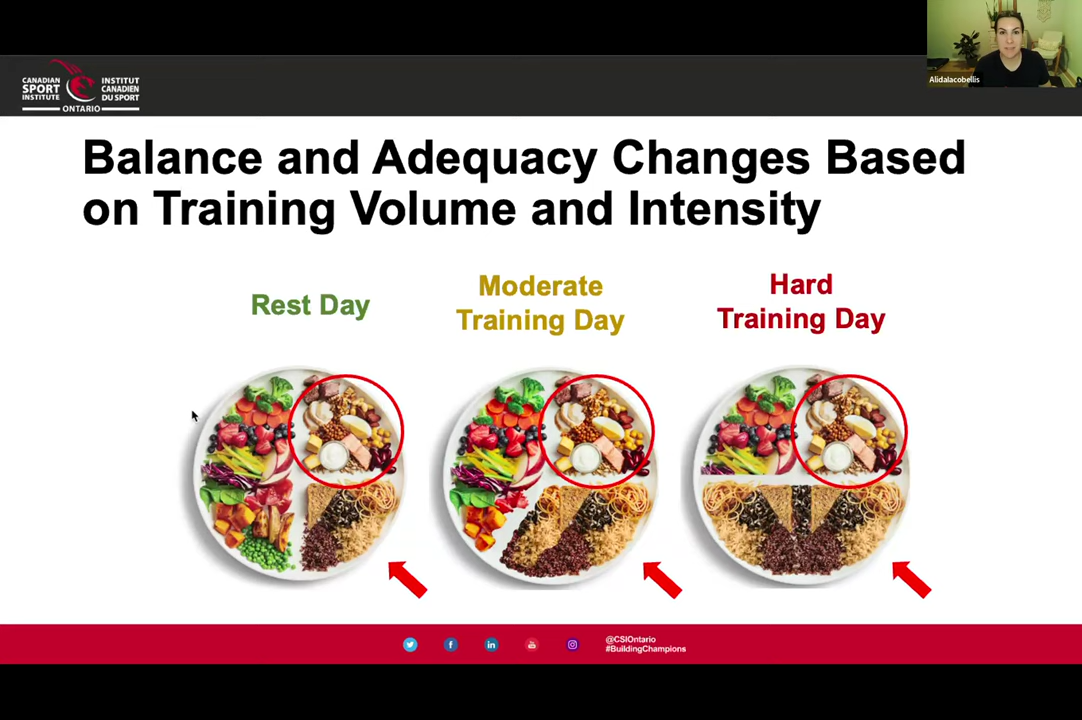 AlidaIacobellis
CANADIAN
SPORT
INSTITUTE
INSTITUT
CANADIEN
DU SPORT
ONTARIO
Balance and Adequacy Changes Based
on Training Volume and Intensity
Rest Day
Moderate
Training Day
Hard
Training Day
@CSIOntario
#BuildingChampions